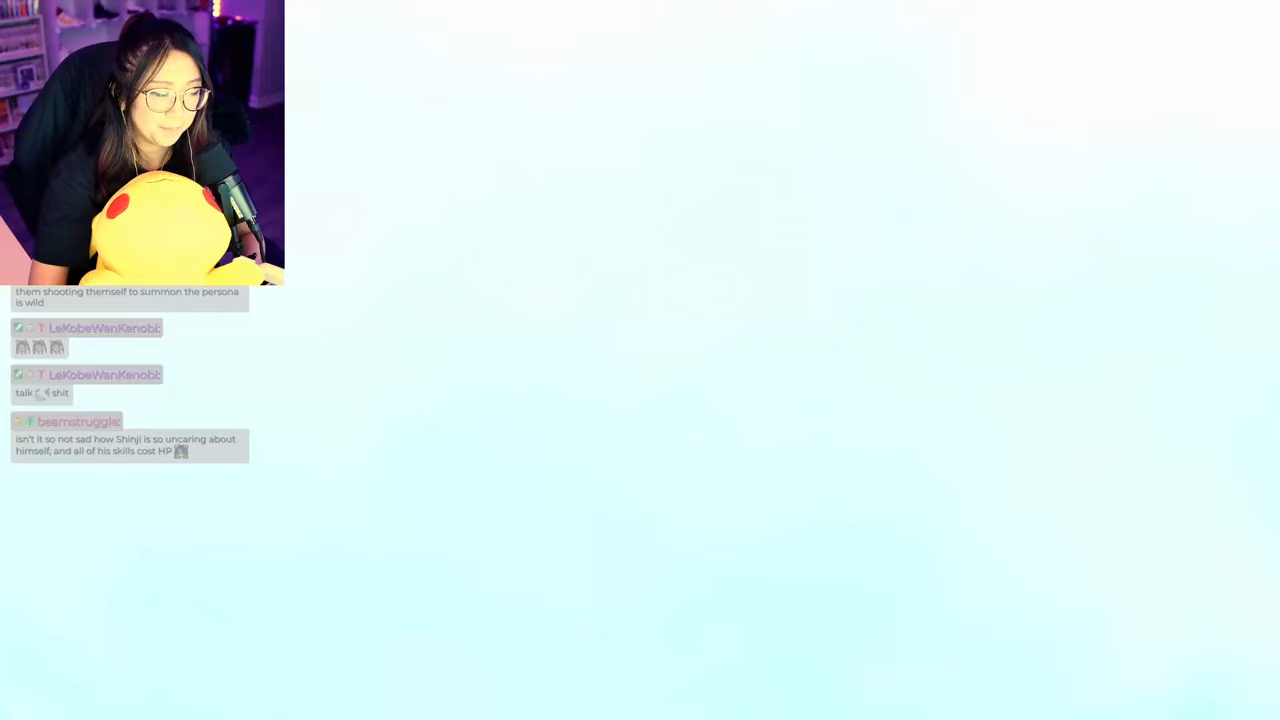 them shooting themself to summon the persona
is wild
LeKobeWanKenobi:
LeKobeWanKenobi:
talk shit
beamstruggle:
isn't it so not sad how Shinji is so uncaring about
himself, and all of his skills cost HP